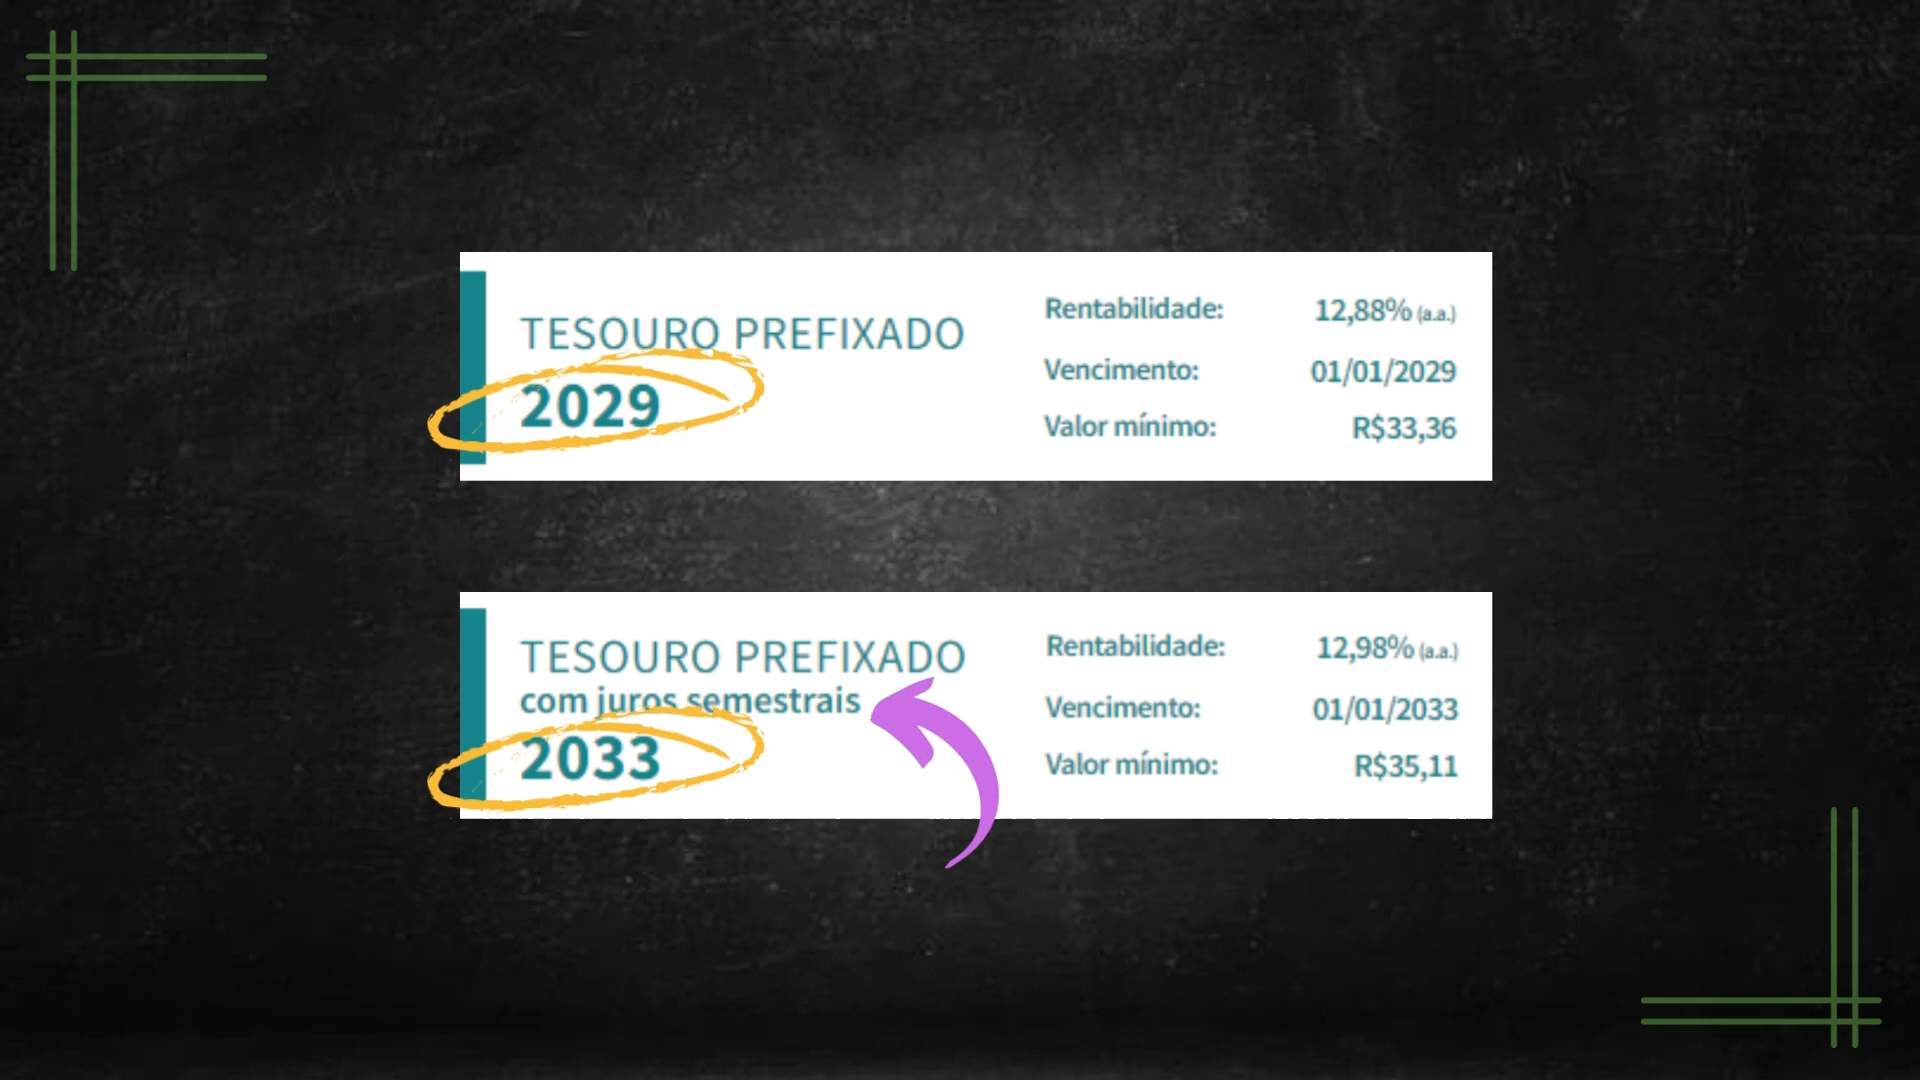 TESOURO PREFIXADO
2029
Rentabilidade: 12,88% (a.a.)
Vencimento: 01/01/2029
Valor mínimo: R$33,36
TESOURO PREFIXADO
com juros semestrais
2033
Rentabilidade: 12,98% (a.a.)
Vencimento: 01/01/2033
Valor mínimo: R$35,11